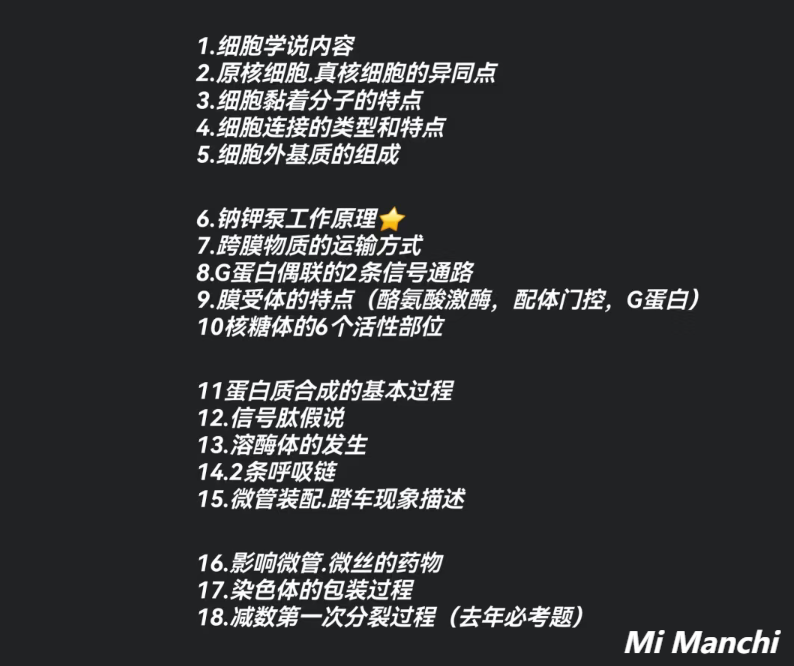 1.细胞学说内容
2.原核细胞.真核细胞的异同点
3.细胞黏着分子的特点
4.细胞连接的类型和特点
5.细胞外基质的组成
6.钠钾泵工作原理⭐
7.跨膜物质的运输方式
8.G蛋白偶联的2条信号通路
9.膜受体的特点（酪氨酸激酶，配体门控，G蛋白）
10核糖体的6个活性部位
11蛋白质合成的基本过程
12.信号肽假说
13.溶酶体的发生
14.2条呼吸链
15.微管装配.踏车现象描述
16.影响微管.微丝的药物
17.染色体的包装过程
18.减数第一次分裂过程（去年必考题）
Mi Manchi